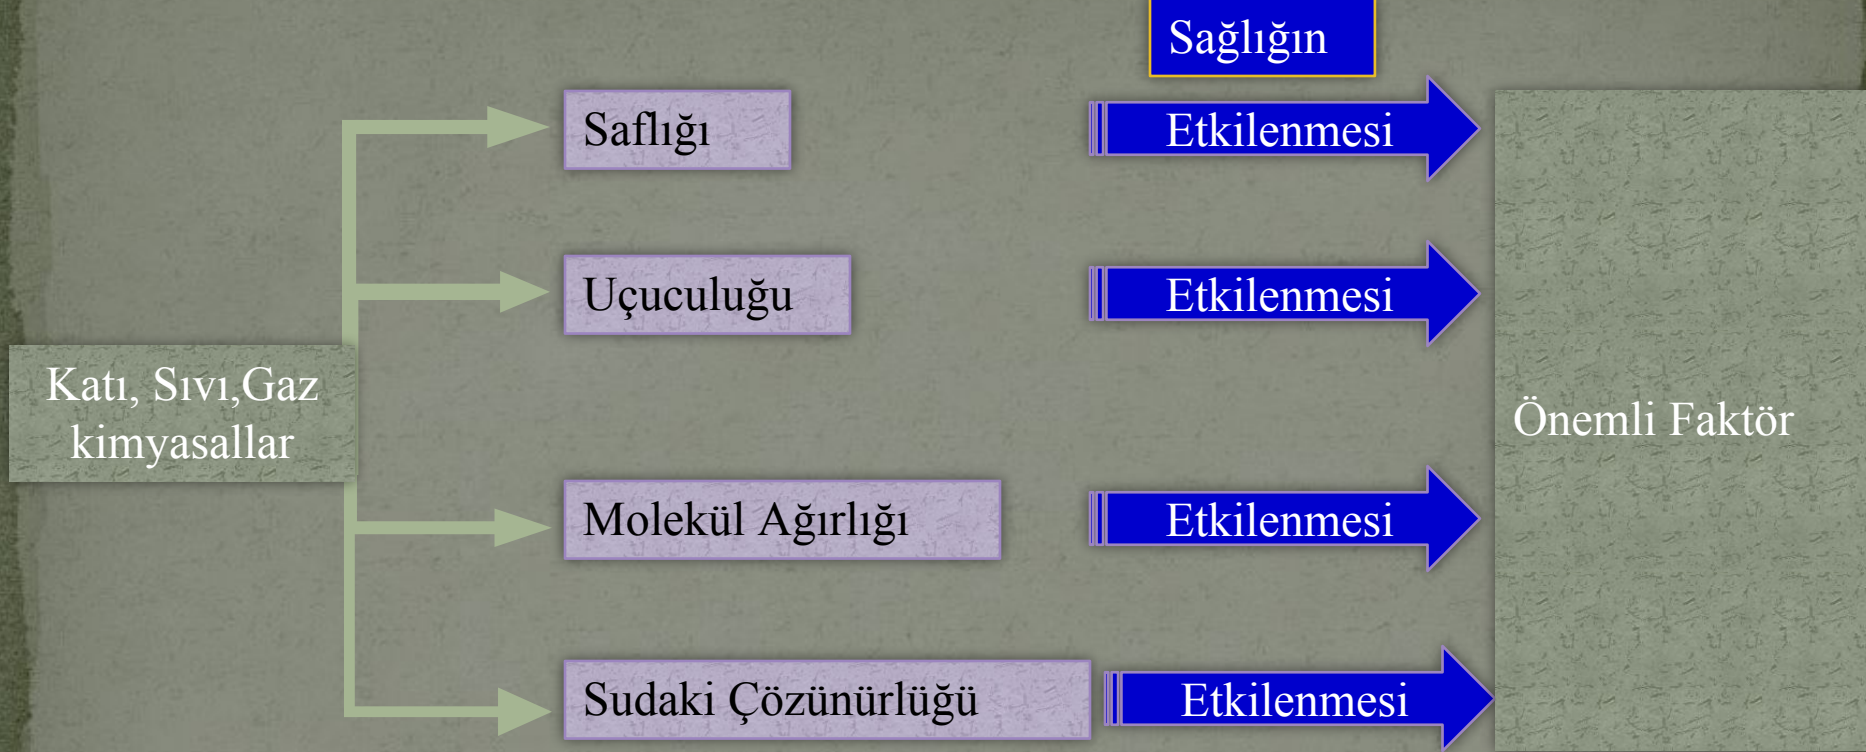 Sağlığın
Saflığı
Etkilenmesi
Uçuculuğu
Etkilenmesi
Katı, Sıvı,Gaz
kimyasallar
Önemli Faktör
Molekül Ağırlığı
Etkilenmesi
Sudaki Çözünürlüğü
Etkilenmesi